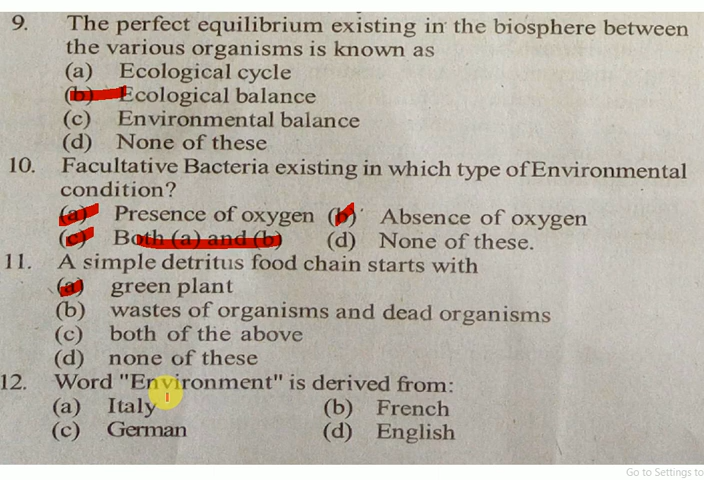 9. The perfect equilibrium existing in the biosphere between
the various organisms is known as
(a) Ecological cycle
(b) Ecological balance
(c) Environmental balance
(d) None of these
10. Facultative Bacteria existing in which type of Environmental
condition?
(a) Presence of oxygen (b) Absence of oxygen
(c) Both (a) and (b) (d) None of these.
11. A simple detritus food chain starts with
(a) green plant
(b) wastes of organisms and dead organisms
(c) both of the above
(d) none of these
12. Word "Environment" is derived from:
(a) Italy (b) French
(c) German (d) English
Go to Settings to